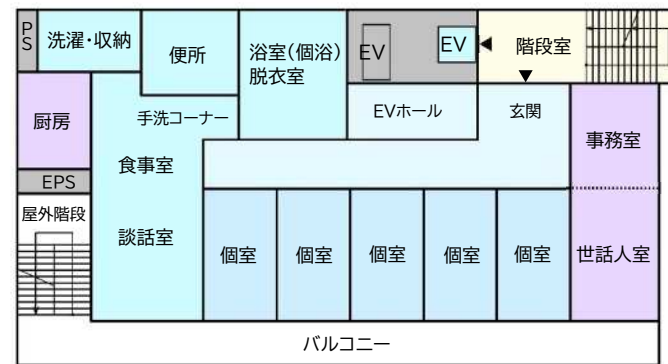 PS
洗濯・収納
便所
浴室(個浴)
脱衣室
EV
EV
階段室
厨房
手洗コーナー
EVホール
玄関
食事室
事務室
EPS
屋外階段
談話室
個室
個室
個室
個室
個室
世話人室
バルコニー